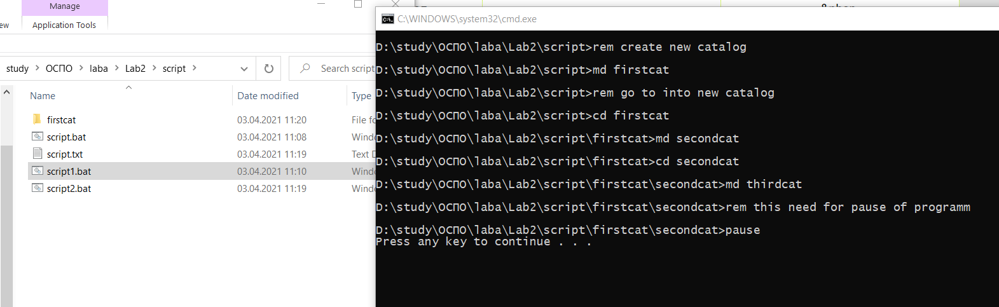 Manage
ew
Application Tools
study > ОСПО > laba > Lab2 > script >
Search script
Name Date modified Type
firstcat 03.04.2021 11:20 File fo
script.bat 03.04.2021 11:08 Windo
script.txt 03.04.2021 11:19 Text D
script1.bat 03.04.2021 11:10 Windo
script2.bat 03.04.2021 11:19 Windo
C:\WINDOWS\system32\cmd.exe
D:\study\ОСПО\laba\Lab2\script>rem create new catalog
D:\study\ОСПО\laba\Lab2\script>md firstcat
D:\study\ОСПО\laba\Lab2\script>rem go to into new catalog
D:\study\ОСПО\laba\Lab2\script>cd firstcat
D:\study\ОСПО\laba\Lab2\script\firstcat>md secondcat
D:\study\ОСПО\laba\Lab2\script\firstcat>cd secondcat
D:\study\ОСПО\laba\Lab2\script\firstcat\secondcat>md thirdcat
D:\study\ОСПО\laba\Lab2\script\firstcat\secondcat>rem this need for pause of programm
D:\study\ОСПО\laba\Lab2\script\firstcat\secondcat>pause
Press any key to continue . . .